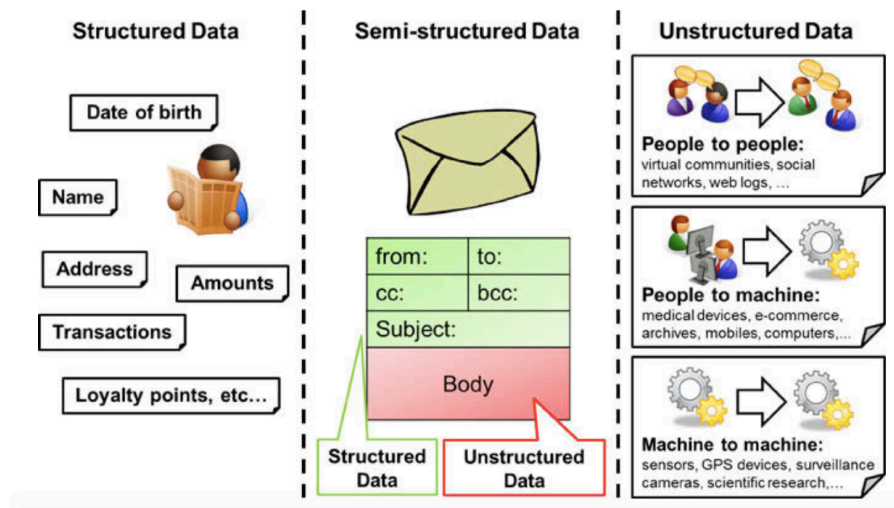 Structured Data
Date of birth
Name
Address
Amounts
Transactions
Loyalty points, etc...
Semi-structured Data
from:
to:
cc:
bcc:
Subject:
Body
Structured
Data
Unstructured
Data
Unstructured Data
People to people:
virtual communities, social
networks, web logs, ...
People to machine:
medical devices, e-commerce,
archives, mobiles, computers,...
Machine to machine:
sensors, GPS devices, surveillance
cameras, scientific research,...